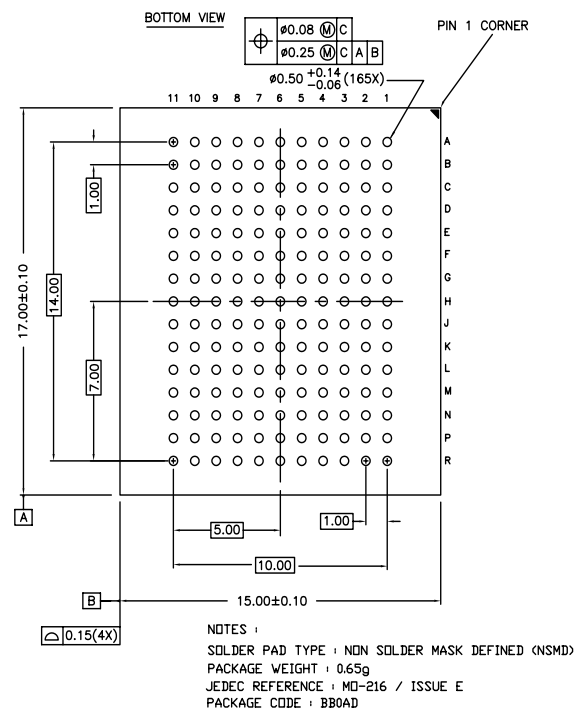 BOTTOM VIEW
PIN 1 CORNER
ø0.08 Ⓜ C
ø0.25 Ⓜ C A B
ø0.50 +0.14 -0.06 (165X)
11 10 9 8 7 6 5 4 3 2 1
A
B
C
D
E
F
G
H
J
K
L
M
N
P
R
1.00
17.00±0.10
14.00
7.00
A
5.00
1.00
10.00
B
15.00±0.10
0.15(4X)
NOTES :
SOLDER PAD TYPE : NON SOLDER MASK DEFINED (NSMD)
PACKAGE WEIGHT : 0.65g
JEDEC REFERENCE : MO-216 / ISSUE E
PACKAGE CODE : BB0AD